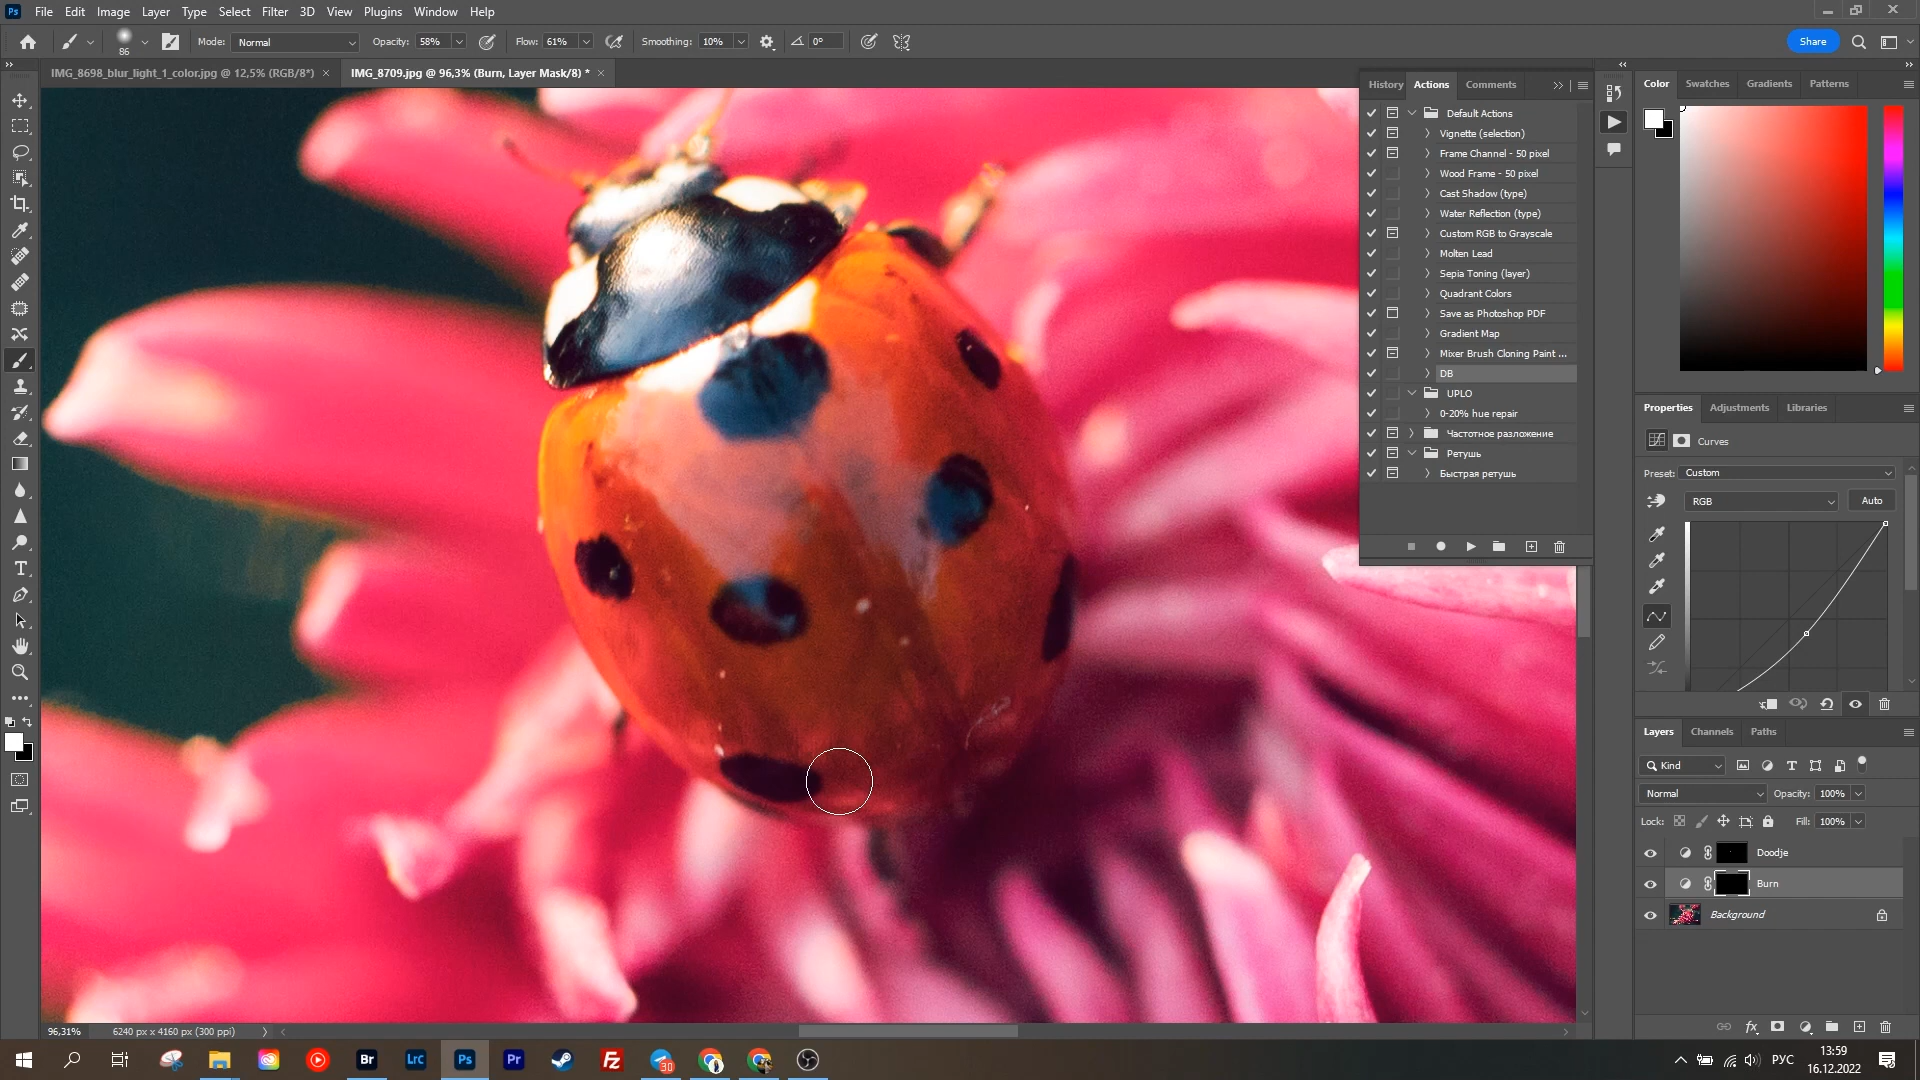 Ps File Edit Image Layer Type Select Filter 3D View Plugins Window Help
86 Mode: Normal Opacity: 58% Flow: 61% Smoothing: 10% 0° Share
IMG_8698_blur_light_1_color.jpg @ 12,5% (RGB/8*) × IMG_8709.jpg @ 96,3% (Burn, Layer Mask/8) * ×
History Actions Comments
Default Actions
Vignette (selection)
Frame Channel - 50 pixel
Wood Frame - 50 pixel
Cast Shadow (type)
Water Reflection (type)
Custom RGB to Grayscale
Molten Lead
Sepia Toning (layer)
Quadrant Colors
Save as Photoshop PDF
Gradient Map
Mixer Brush Cloning Paint ...
DB
UPLO
0-20% hue repair
Частотное разложение
Ретушь
Быстрая ретушь
Color Swatches Gradients Patterns
Properties Adjustments Libraries
Curves
Preset: Custom
RGB Auto
Layers Channels Paths
Kind
Normal Opacity: 100%
Lock: Fill: 100%
Doodje
Burn
Background
fx
96,31% 6240 px x 4160 px (300 ppi)
Br Lrc Ps Pr Fz 30 РУС 13:59
16.12.2022